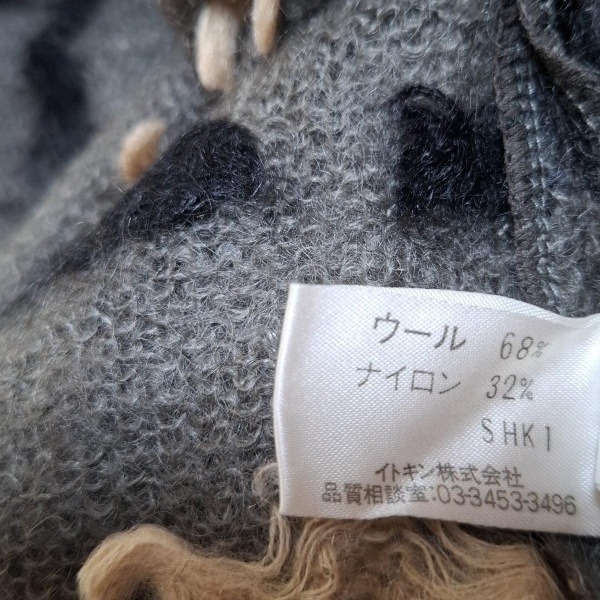 ウール 68%
ナイロン 32%
SHK1
イトキン株式会社
品質相談室:03-3453-3496